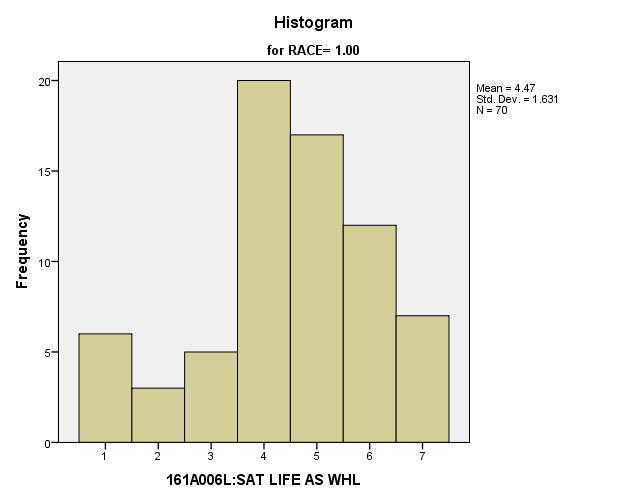 Histogram
for RACE= 1.00
Mean = 4.47
Std. Dev. = 1.631
N = 70
Frequency
20
15
10
5
0
1 2 3 4 5 6 7
161A006L:SAT LIFE AS WHL